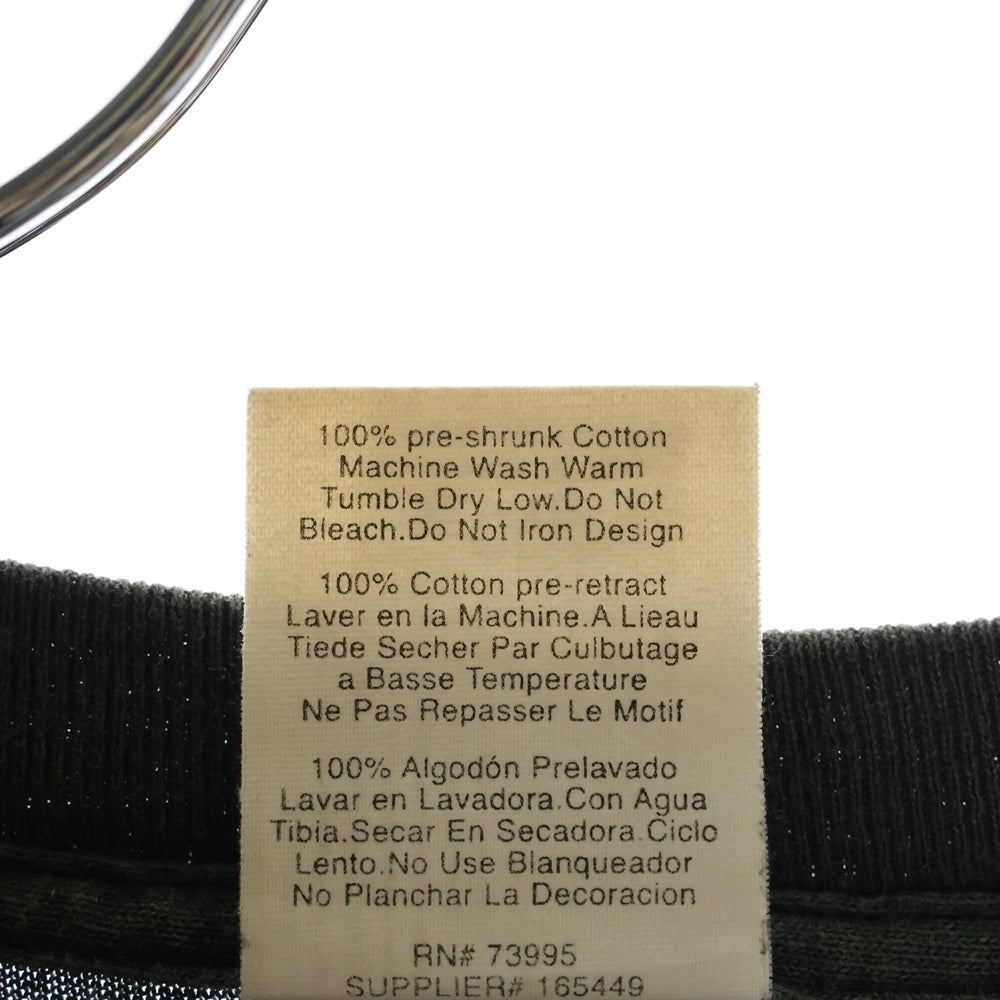 100% pre-shrunk Cotton
Machine Wash Warm
Tumble Dry Low.Do Not
Bleach.Do Not Iron Design
100% Cotton pre-retract
Laver en la Machine.A Lieau
Tiede Secher Par Culbutage
a Basse Temperature
Ne Pas Repasser Le Motif
100% Algodón Prelavado
Lavar en Lavadora.Con Agua
Tibia.Secar En Secadora.Ciclo
Lento.No Use Blanqueador
No Planchar La Decoracion
RN# 73995
SUPPLIER# 165449